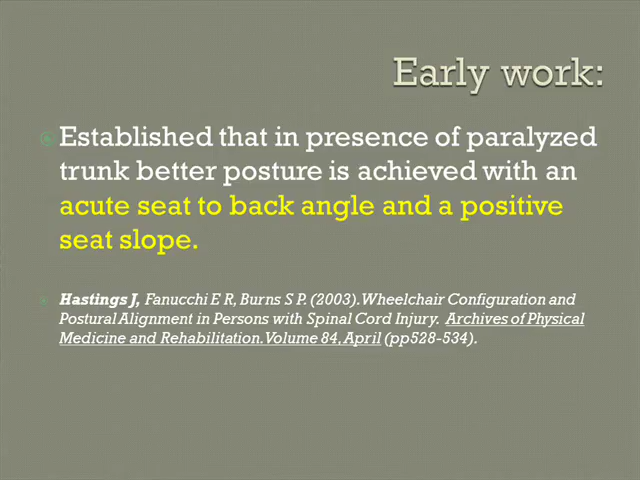 Early work:
Established that in presence of paralyzed
trunk better posture is achieved with an
acute seat to back angle and a positive
seat slope.
Hastings J, Fanucchi E R, Burns S P. (2003). Wheelchair Configuration and
Postural Alignment in Persons with Spinal Cord Injury. Archives of Physical
Medicine and Rehabilitation. Volume 84, April (pp528-534).